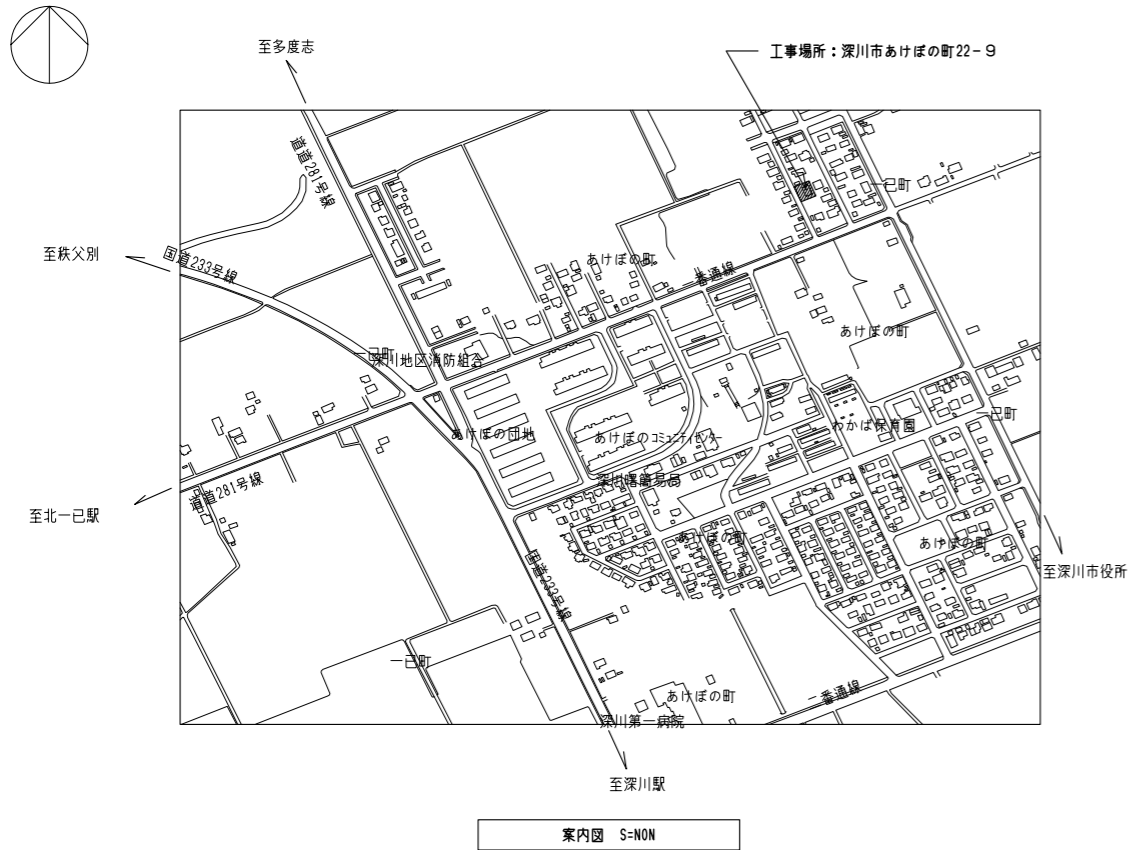 至多度志
工事場所：深川市あけぼの町22-9
道道281号線
一已町
至秩父別
国道233号線
あけぼの町
一番通線
あけぼの町
一已町
深川地区消防組合
一已町
あけぼの団地
あけぼのコミュニティセンター
わかば保育園
深川曙簡易局
道道281号線
至北一已駅
あけぼの町
あけぼの町
国道233号線
至深川市役所
一已町
あけぼの町
一番通線
深川第一病院
至深川駅
案内図 S=NON